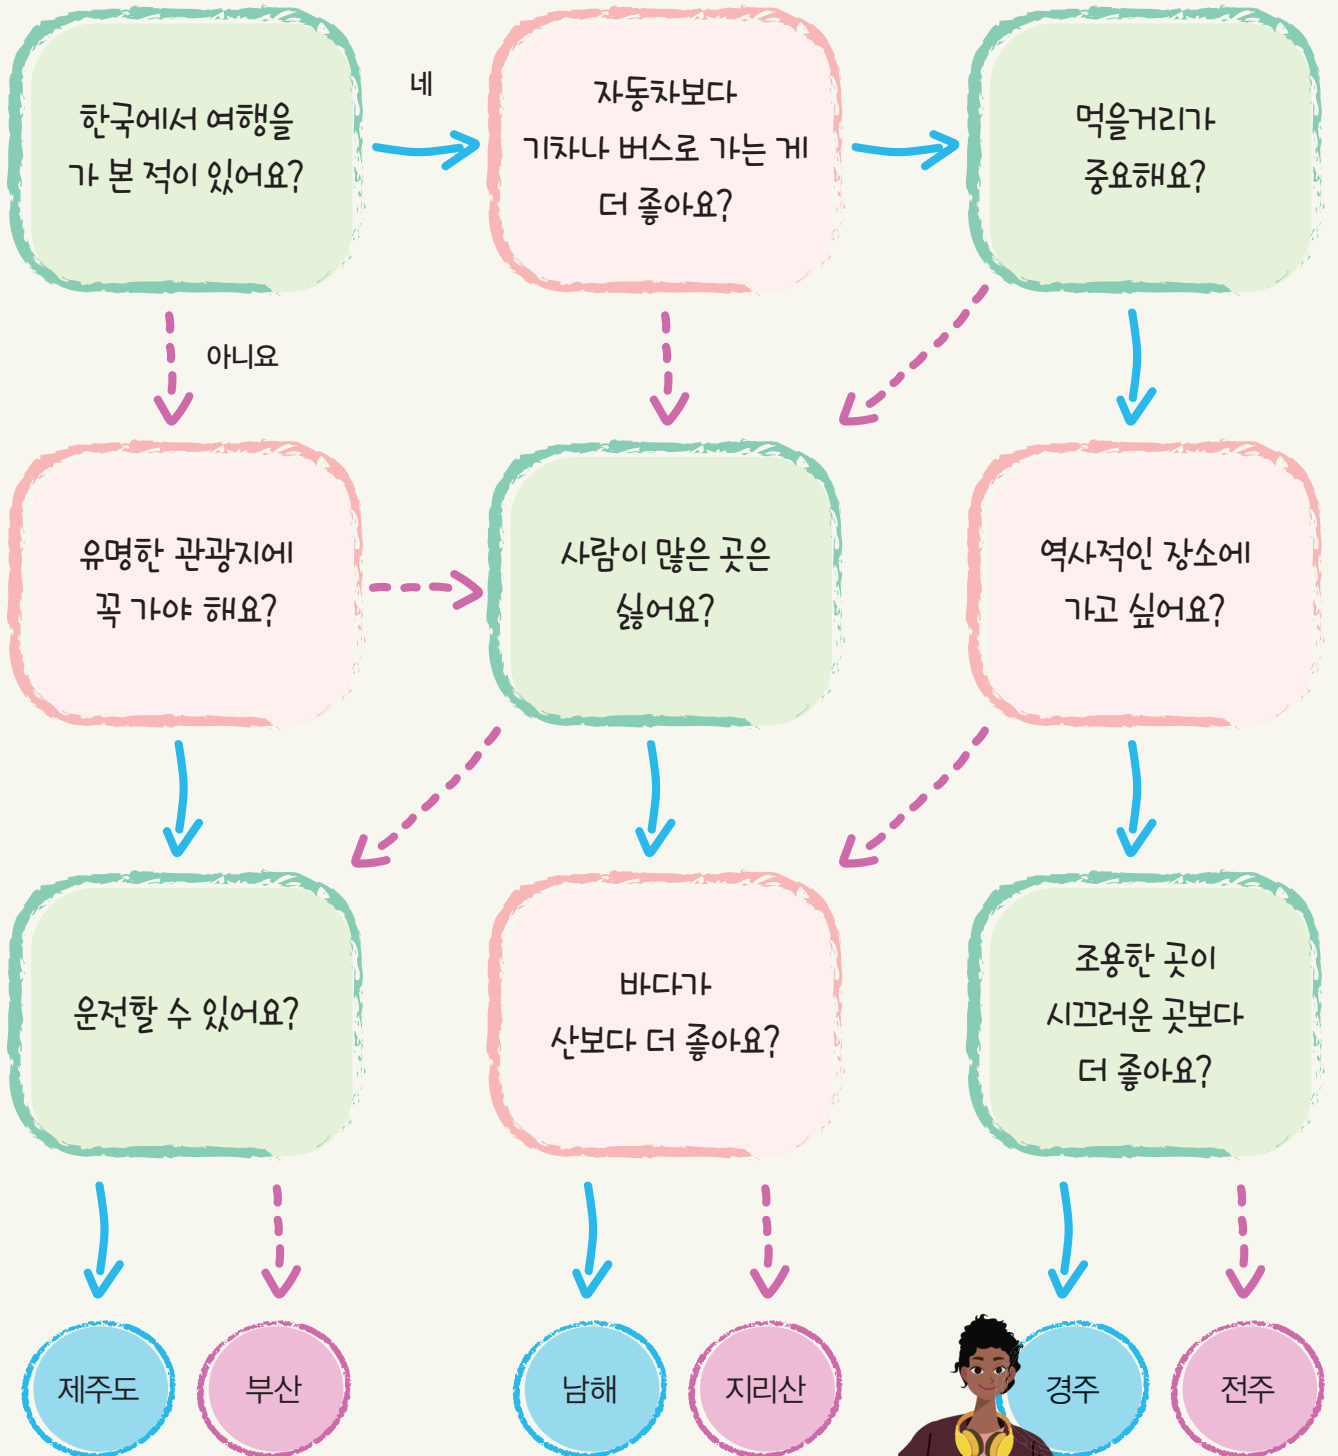 한국에서 여행을
가 본 적이 있어요?
네
자동차보다
기차나 버스로 가는 게
더 좋아요?
먹을거리가
중요해요?
아니요
유명한 관광지에
꼭 가야 해요?
사람이 많은 곳은
싫어요?
역사적인 장소에
가고 싶어요?
운전할 수 있어요?
바다가
산보다 더 좋아요?
조용한 곳이
시끄러운 곳보다
더 좋아요?
제주도
부산
남해
지리산
경주
전주